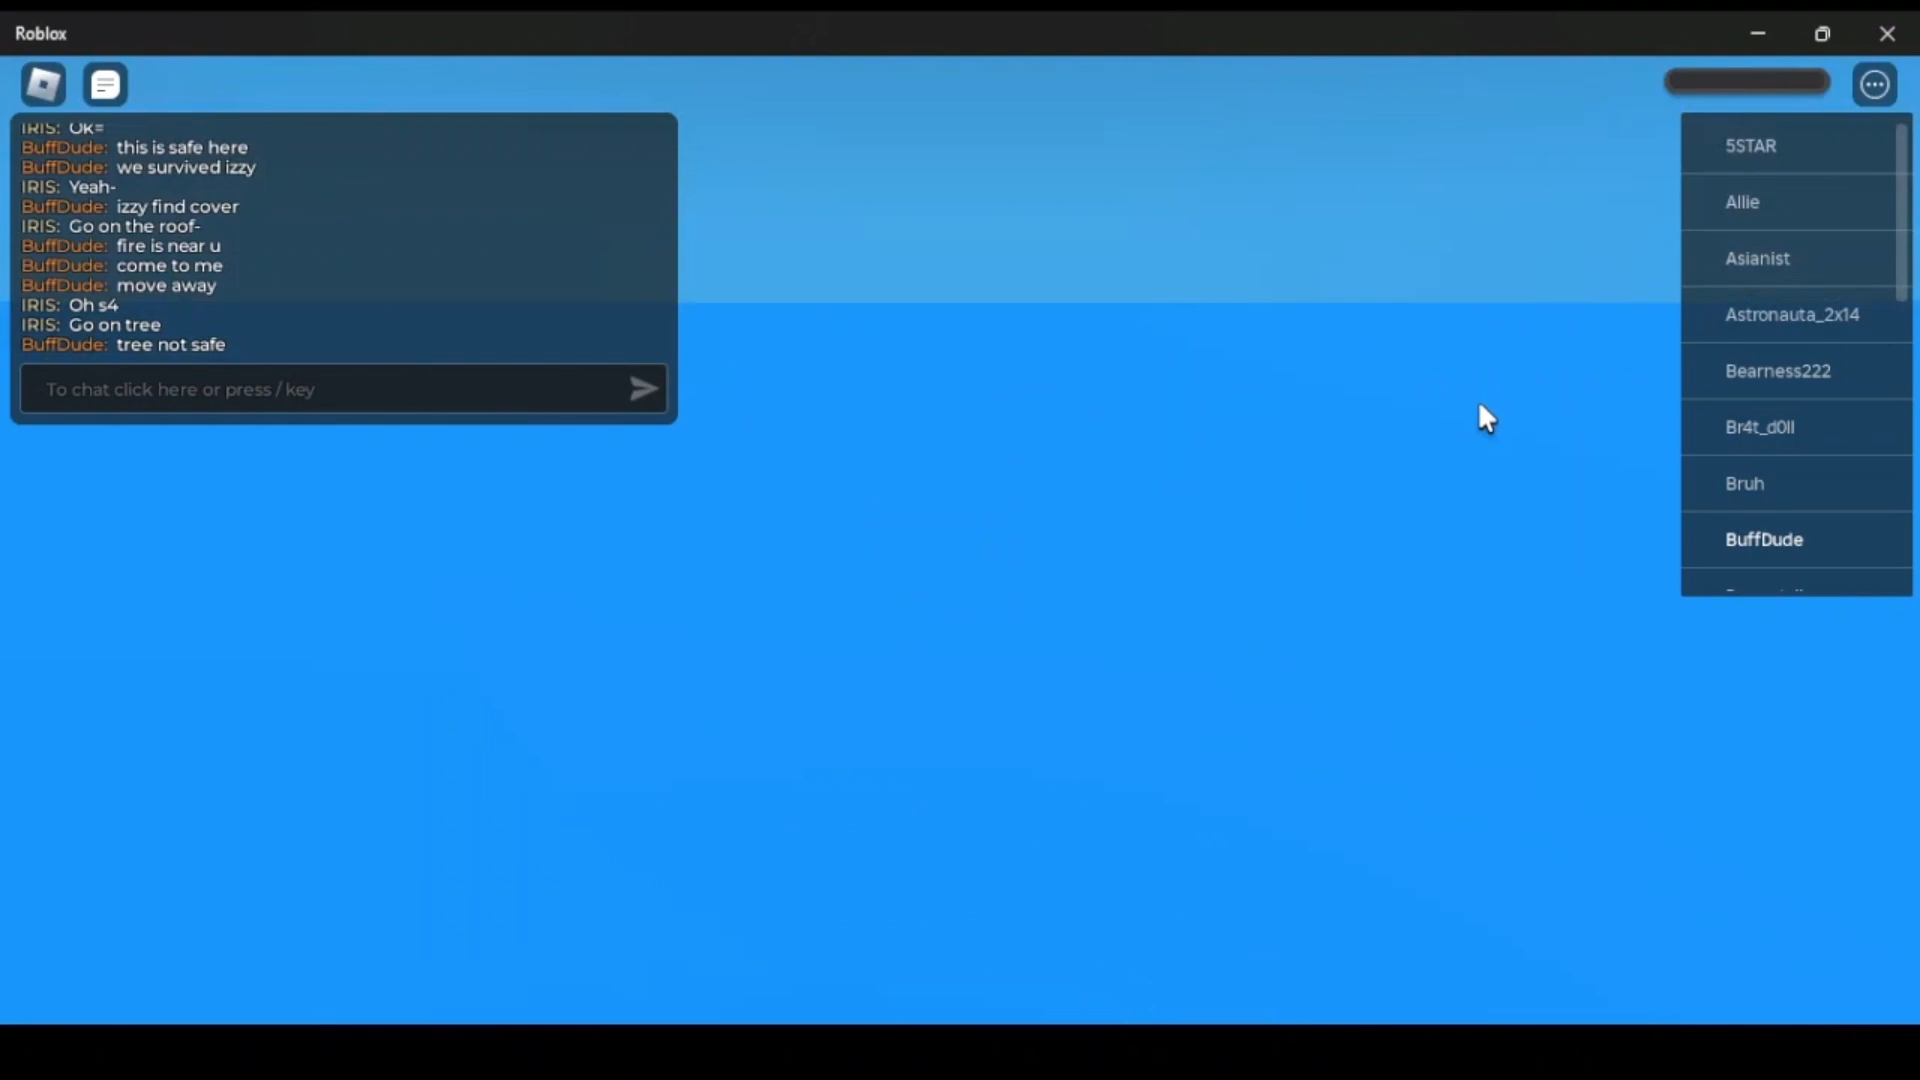 Roblox
IRIS: Ok=
BuffDude: this is safe here
BuffDude: we survived izzy
IRIS: Yeah-
BuffDude: izzy find cover
IRIS: Go on the roof-
BuffDude: fire is near u
BuffDude: come to me
BuffDude: move away
IRIS: Oh s4
IRIS: Go on tree
BuffDude: tree not safe
To chat click here or press / key
5STAR
Allie
Asianist
Astronauta_2x14
Bearness222
Br4t_d0ll
Bruh
BuffDude